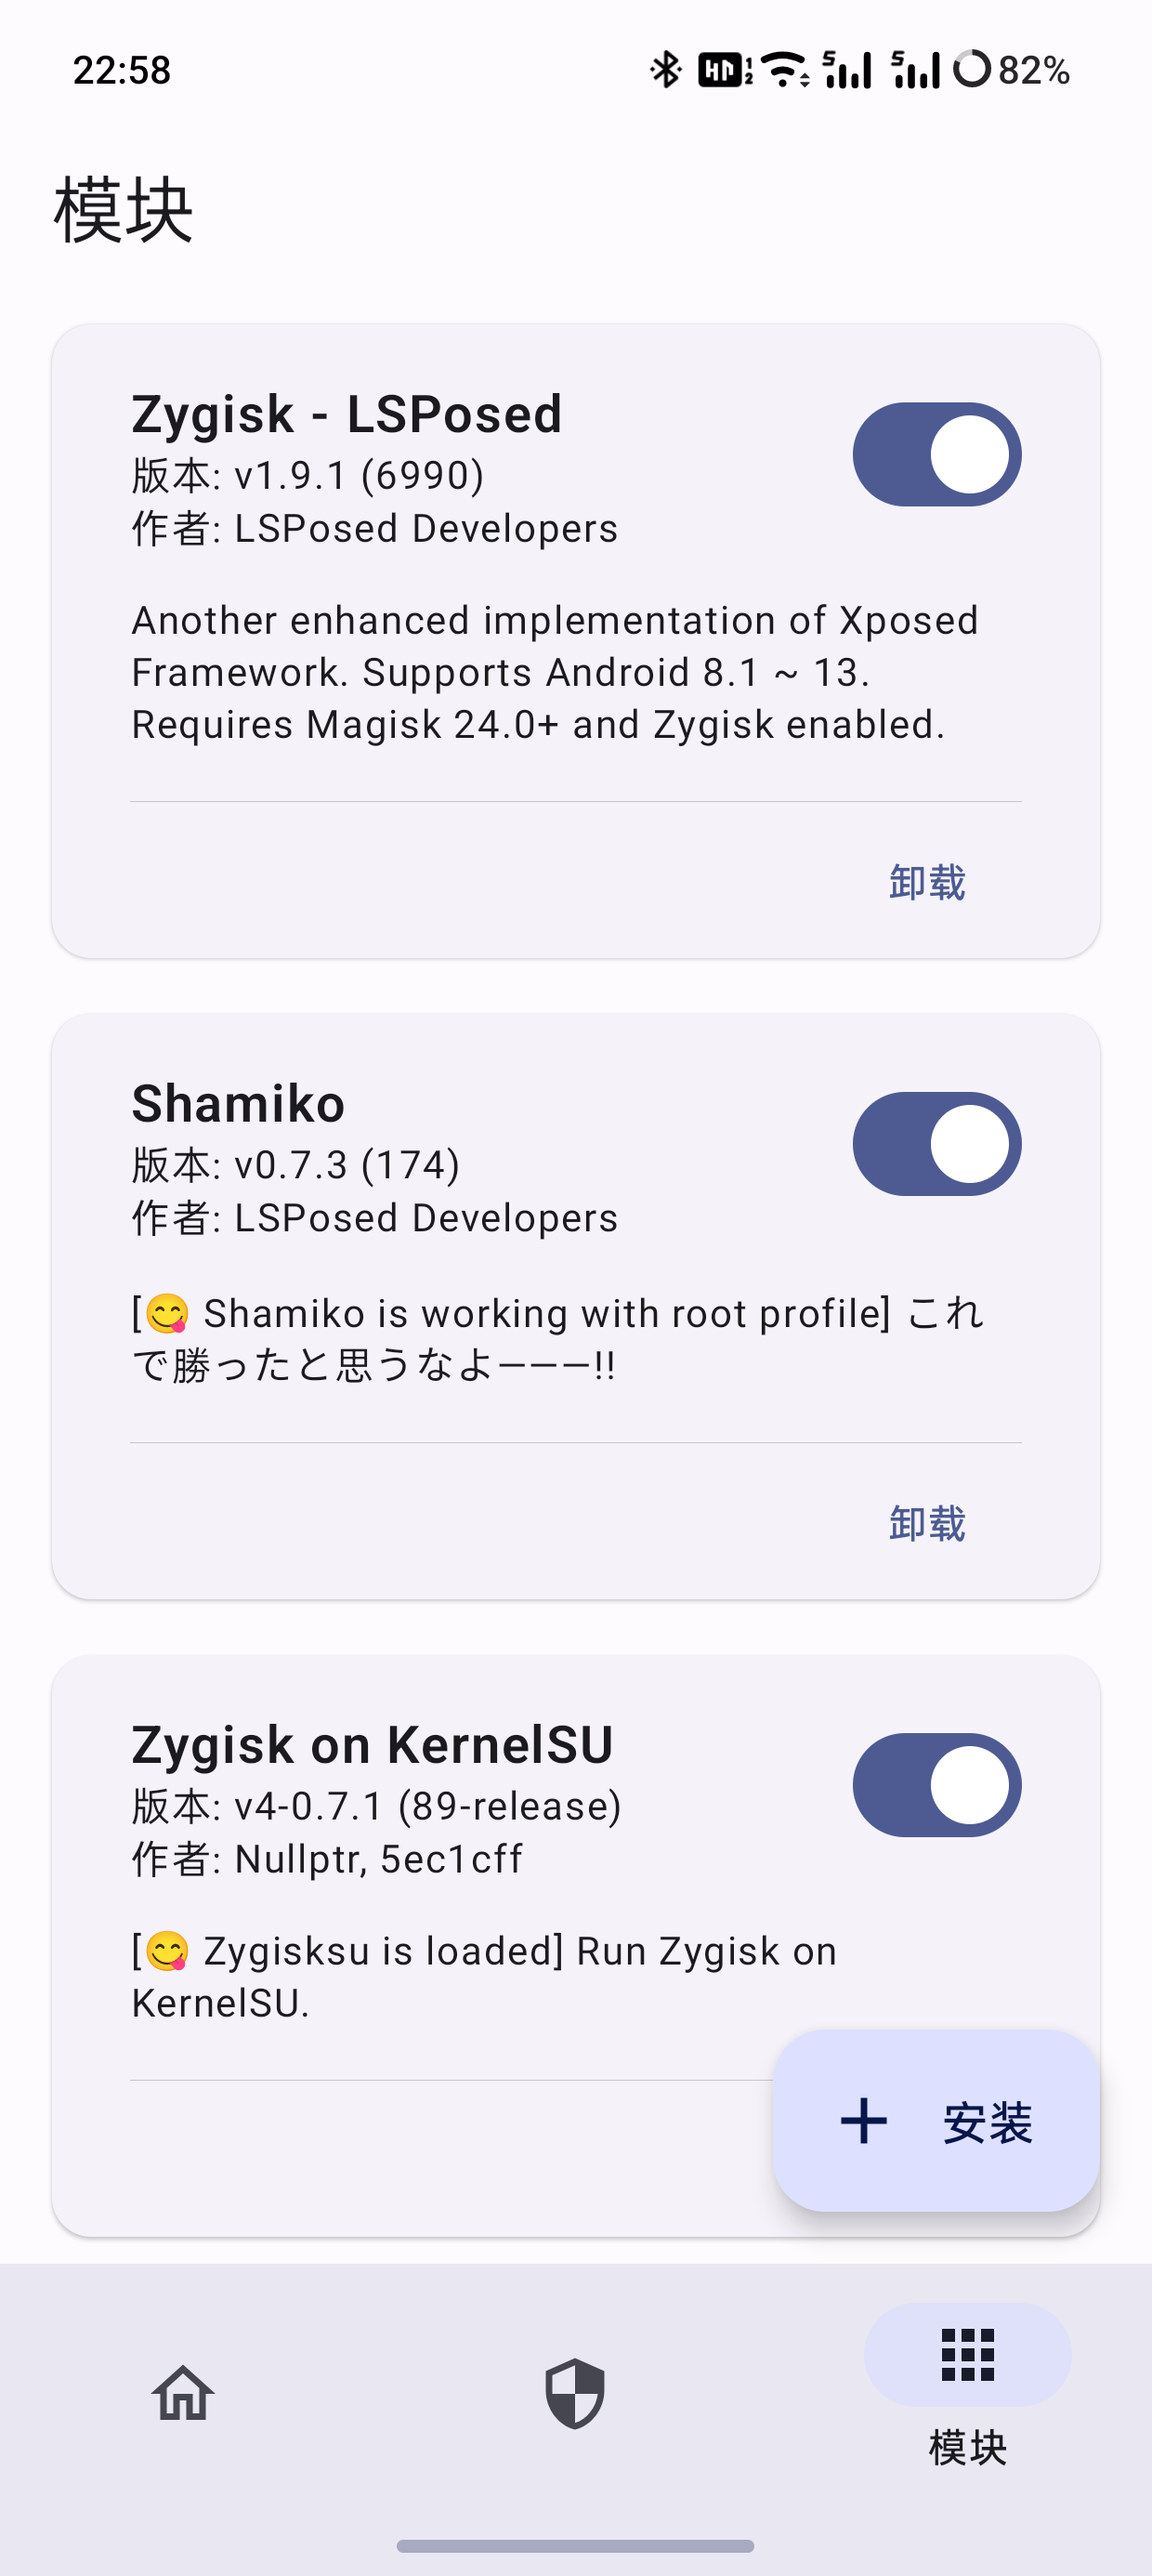 22:58
82%
模块
Zygisk - LSPosed
版本: v1.9.1 (6990)
作者: LSPosed Developers
Another enhanced implementation of Xposed
Framework. Supports Android 8.1 ~ 13.
Requires Magisk 24.0+ and Zygisk enabled.
卸载
Shamiko
版本: v0.7.3 (174)
作者: LSPosed Developers
[😋 Shamiko is working with root profile] これ
で勝ったと思うなよ―――!!
卸载
Zygisk on KernelSU
版本: v4-0.7.1 (89-release)
作者: Nullptr, 5ec1cff
[😋 Zygisksu is loaded] Run Zygisk on
KernelSU.
安装
模块